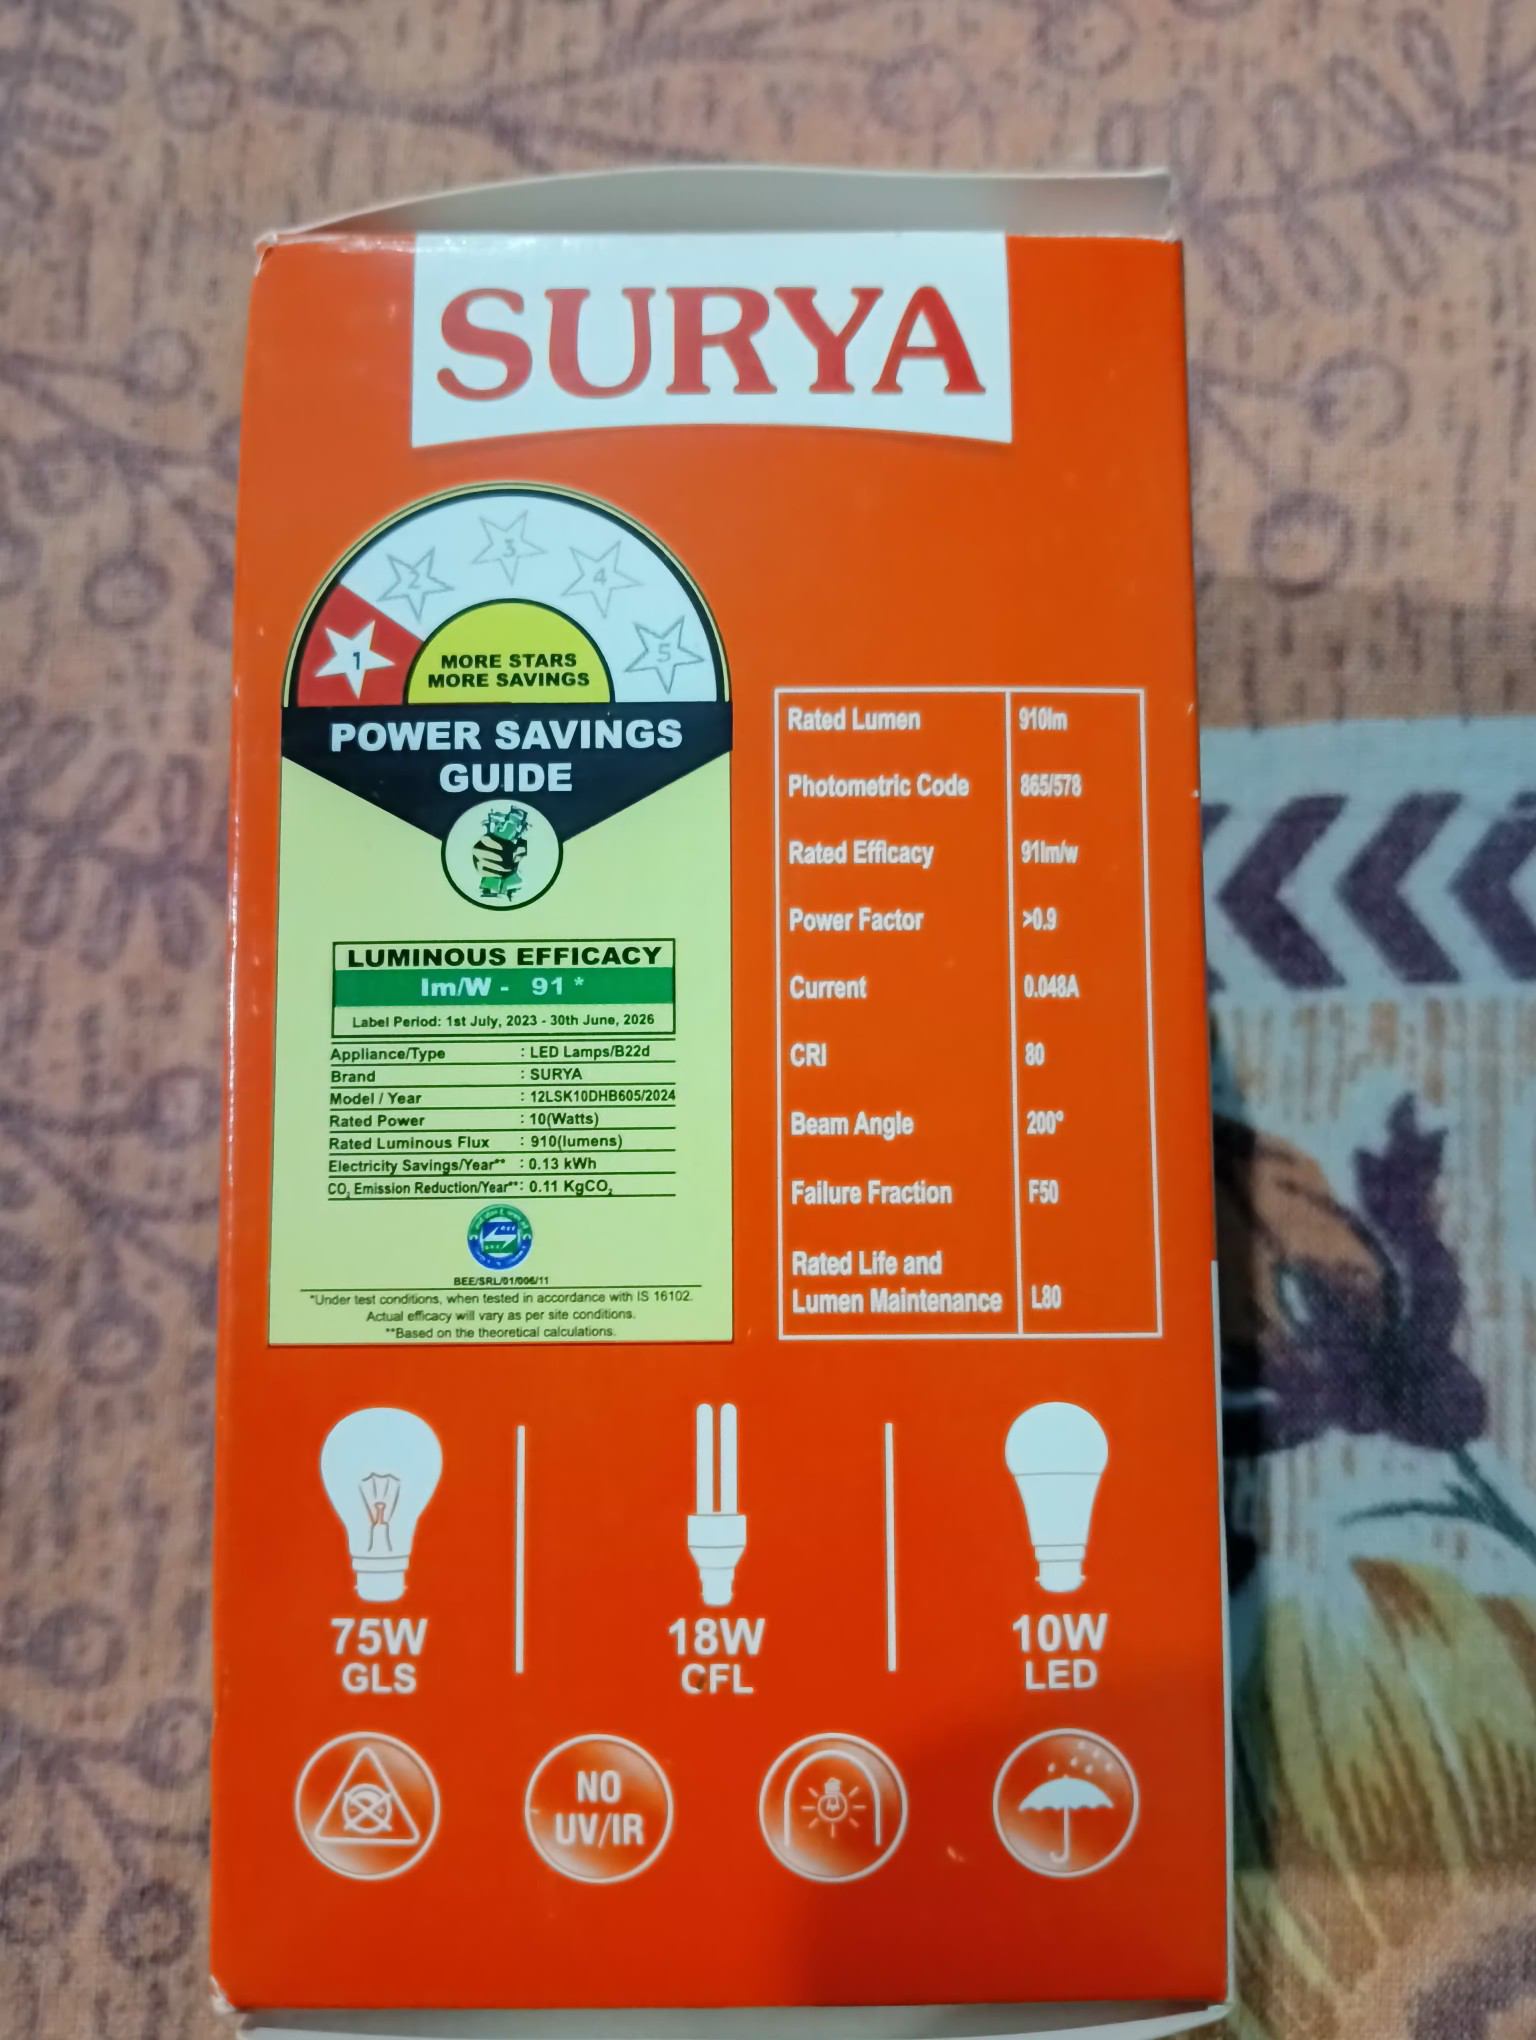 SURYA
1
2
3
4
5
MORE STARS
MORE SAVINGS
POWER SAVINGS
GUIDE
LUMINOUS EFFICACY
lm/W - 91 *
Label Period: 1st July, 2023 - 30th June, 2026
Appliance/Type : LED Lamps/B22d
Brand : SURYA
Model / Year : 12LSK10DHB605/2024
Rated Power : 10(Watts)
Rated Luminous Flux : 910(lumens)
Electricity Savings/Year** : 0.13 kWh
CO₂ Emission Reduction/Year**: 0.11 KgCO₂
BEE/SRL/01/006/11
*Under test conditions, when tested in accordance with IS 16102.
Actual efficacy will vary as per site conditions.
**Based on the theoretical calculations.
Rated Lumen 910lm
Photometric Code 865/578
Rated Efficacy 91lm/w
Power Factor >0.9
Current 0.048A
CRI 80
Beam Angle 200°
Failure Fraction F50
Rated Life and
Lumen Maintenance L80
75W
GLS
18W
CFL
10W
LED
NO
UV/IR